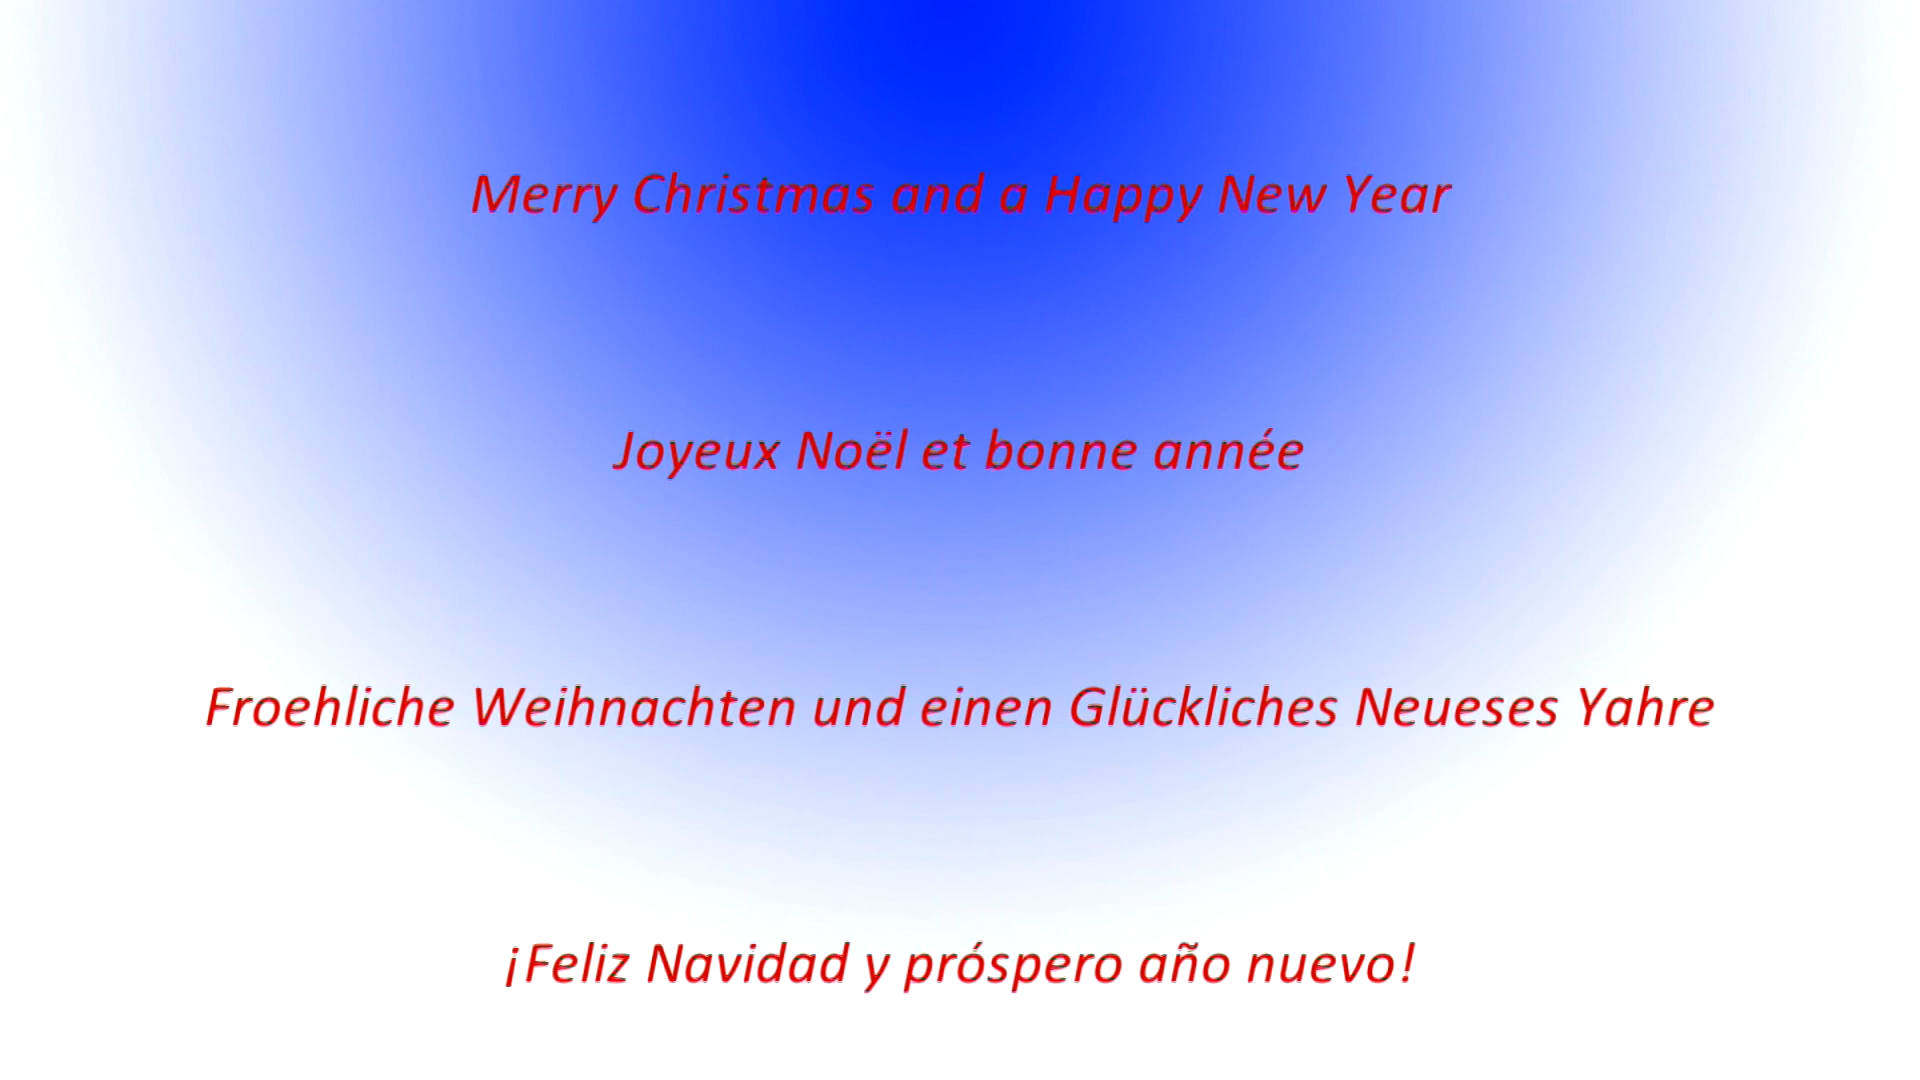 Merry Christmas and a Happy New Year
Joyeux Noël et bonne année
Froehliche Weihnachten und einen Glückliches Neueses Yahre
¡Feliz Navidad y próspero año nuevo!